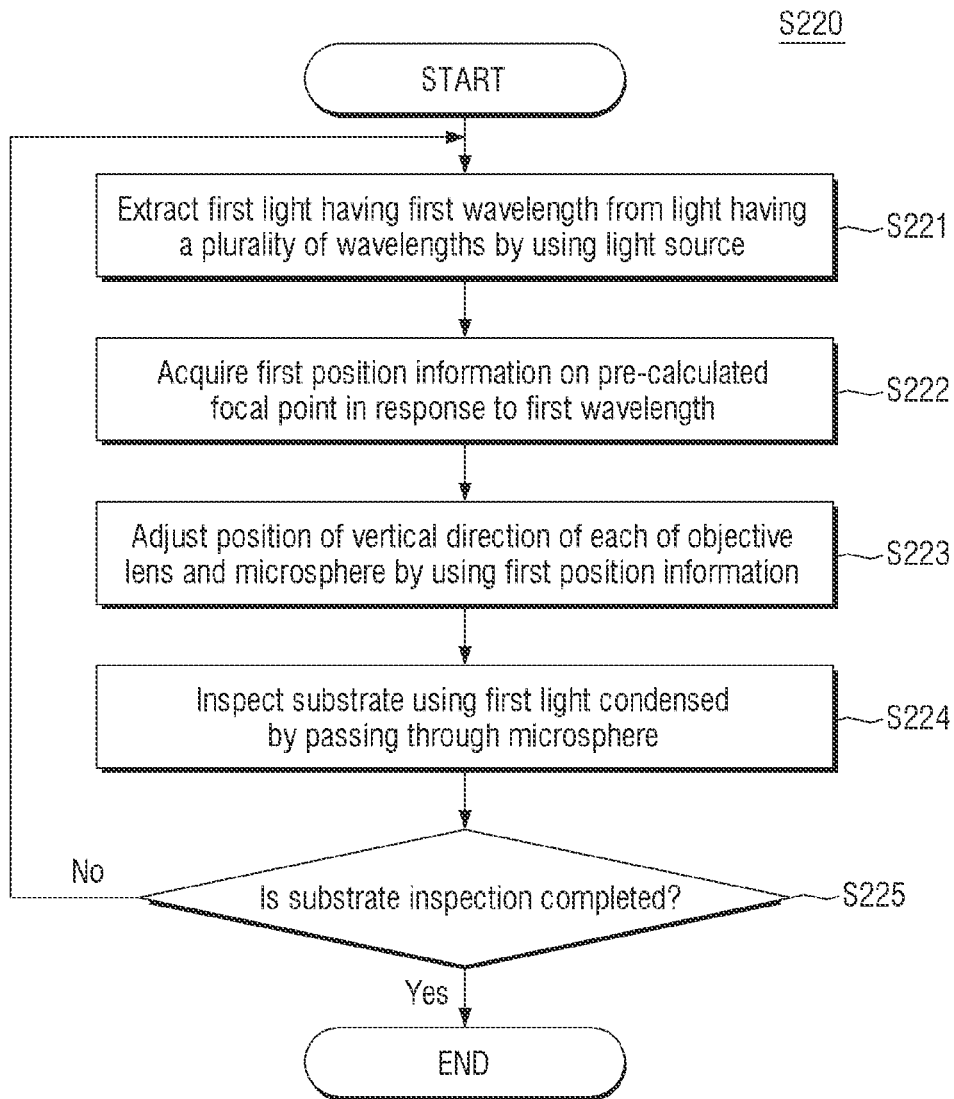 S220
START
Extract first light having first wavelength from light having
a plurality of wavelengths by using light source
S221
Acquire first position information on pre-calculated
focal point in response to first wavelength
S222
Adjust position of vertical direction of each of objective
lens and microsphere by using first position information
S223
Inspect substrate using first light condensed
by passing through microsphere
S224
No
Is substrate inspection completed?
S225
Yes
END